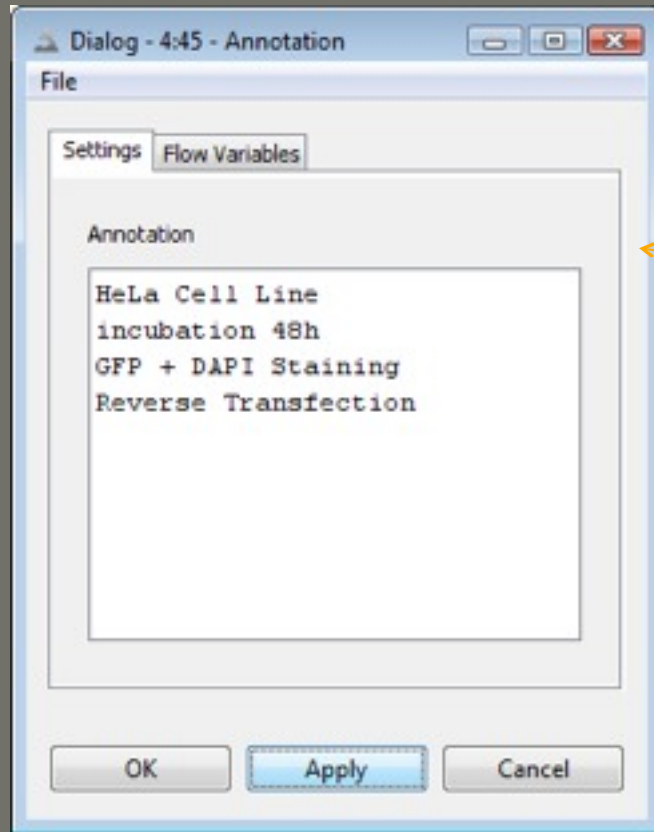 Dialog - 4:45 - Annotation
File
Settings Flow Variables
Annotation
HeLa Cell Line
incubation 48h
GFP + DAPI Staining
Reverse Transfection
OK Apply Cancel